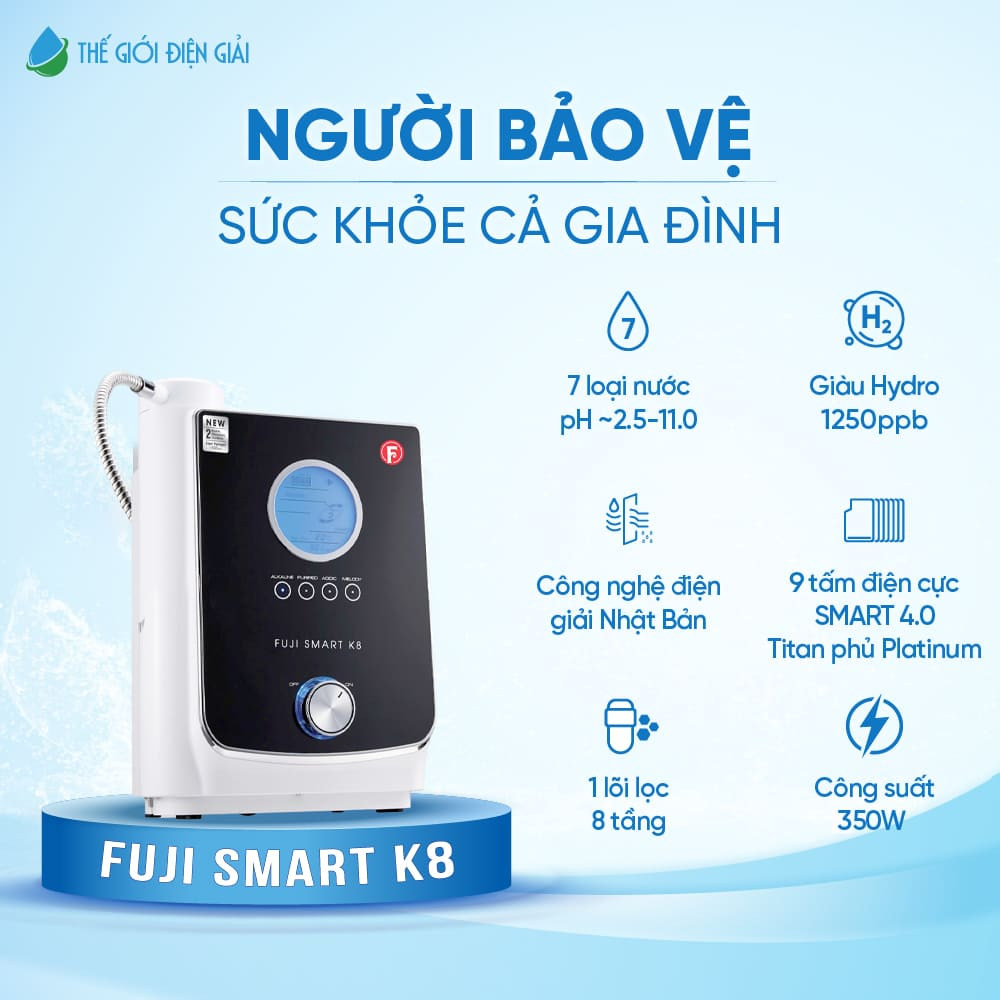 THẾ GIỚI ĐIỆN GIẢI
NGƯỜI BẢO VỆ
SỨC KHỎE CẢ GIA ĐÌNH
7
7 loại nước
pH ~2.5-11.0
H₂
Giàu Hydro
1250ppb
Công nghệ điện
giải Nhật Bản
9 tấm điện cực
SMART 4.0
Titan phủ Platinum
1 lõi lọc
8 tầng
Công suất
350W
NEW
2
F
ALKALINE PURIFIED ACIDIC MELODY
FUJI SMART K8
OFF ON
FUJI SMART K8